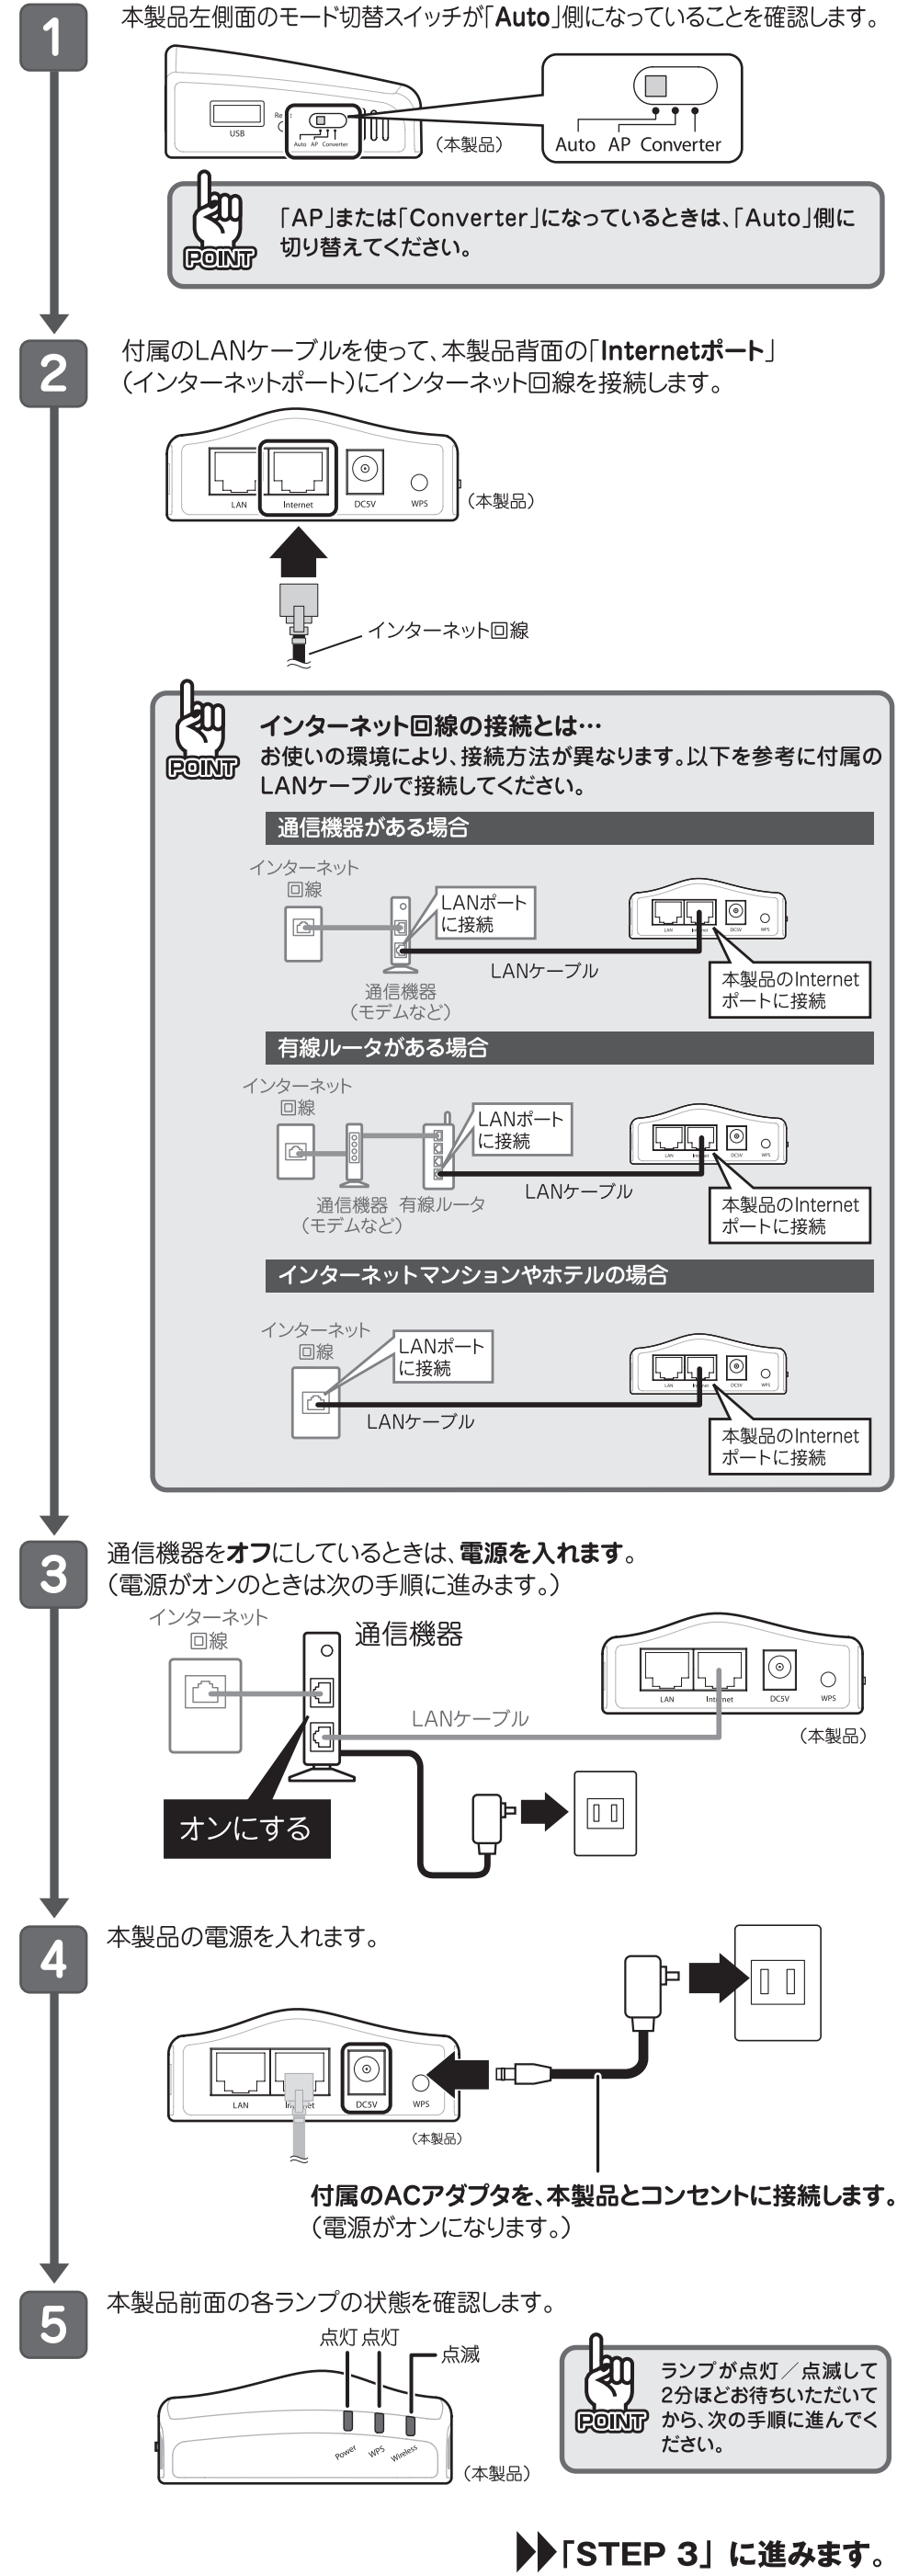 1
本製品左側面のモード切替スイッチが「Auto」側になっていることを確認します。
USB
Auto AP Converter
（本製品）
Auto AP Converter
POINT
「AP」または「Converter」になっているときは、「Auto」側に
切り替えてください。
2
付属のLANケーブルを使って、本製品背面の「Internetポート」
（インターネットポート）にインターネット回線を接続します。
LAN Internet DC5V WPS
（本製品）
インターネット回線
POINT
インターネット回線の接続とは…
お使いの環境により、接続方法が異なります。以下を参考に付属の
LANケーブルで接続してください。
通信機器がある場合
インターネット
回線
LANポート
に接続
LAN DC5V WPS
LANケーブル
本製品のInternet
ポートに接続
通信機器
（モデムなど）
有線ルータがある場合
インターネット
回線
LANポート
に接続
LAN DC5V WPS
LANケーブル
通信機器 有線ルータ
（モデムなど）
本製品のInternet
ポートに接続
インターネットマンションやホテルの場合
インターネット
回線
LANポート
に接続
LAN DC5V WPS
LANケーブル
本製品のInternet
ポートに接続
3
通信機器をオフにしているときは、電源を入れます。
（電源がオンのときは次の手順に進みます。）
インターネット
回線
通信機器
LAN Internet DC5V WPS
LANケーブル
（本製品）
オンにする
4
本製品の電源を入れます。
LAN DC5V WPS
（本製品）
付属のACアダプタを、本製品とコンセントに接続します。
（電源がオンになります。）
5
本製品前面の各ランプの状態を確認します。
点灯 点灯
点滅
Power WPS Wireless
（本製品）
POINT
ランプが点灯／点滅して
2分ほどお待ちいただいて
から、次の手順に進んでく
ださい。
「STEP 3」に進みます。